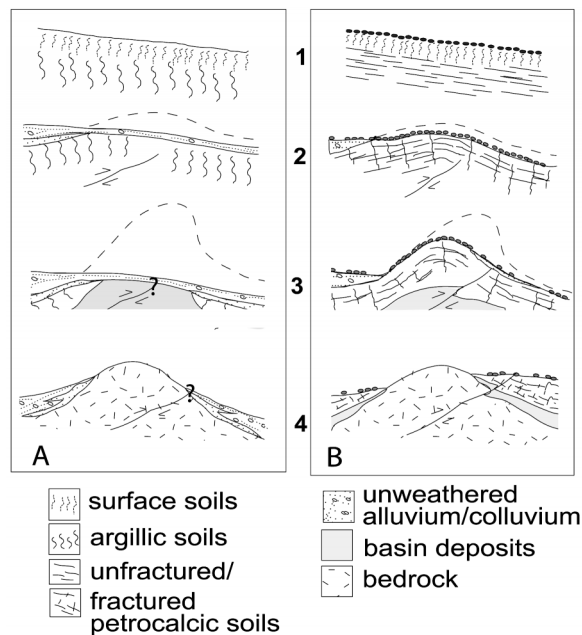 1
2
?
3
?
4
A
B
surface soils
argillic soils
unfractured/
fractured
petrocalcic soils
unweathered
alluvium/colluvium
basin deposits
bedrock